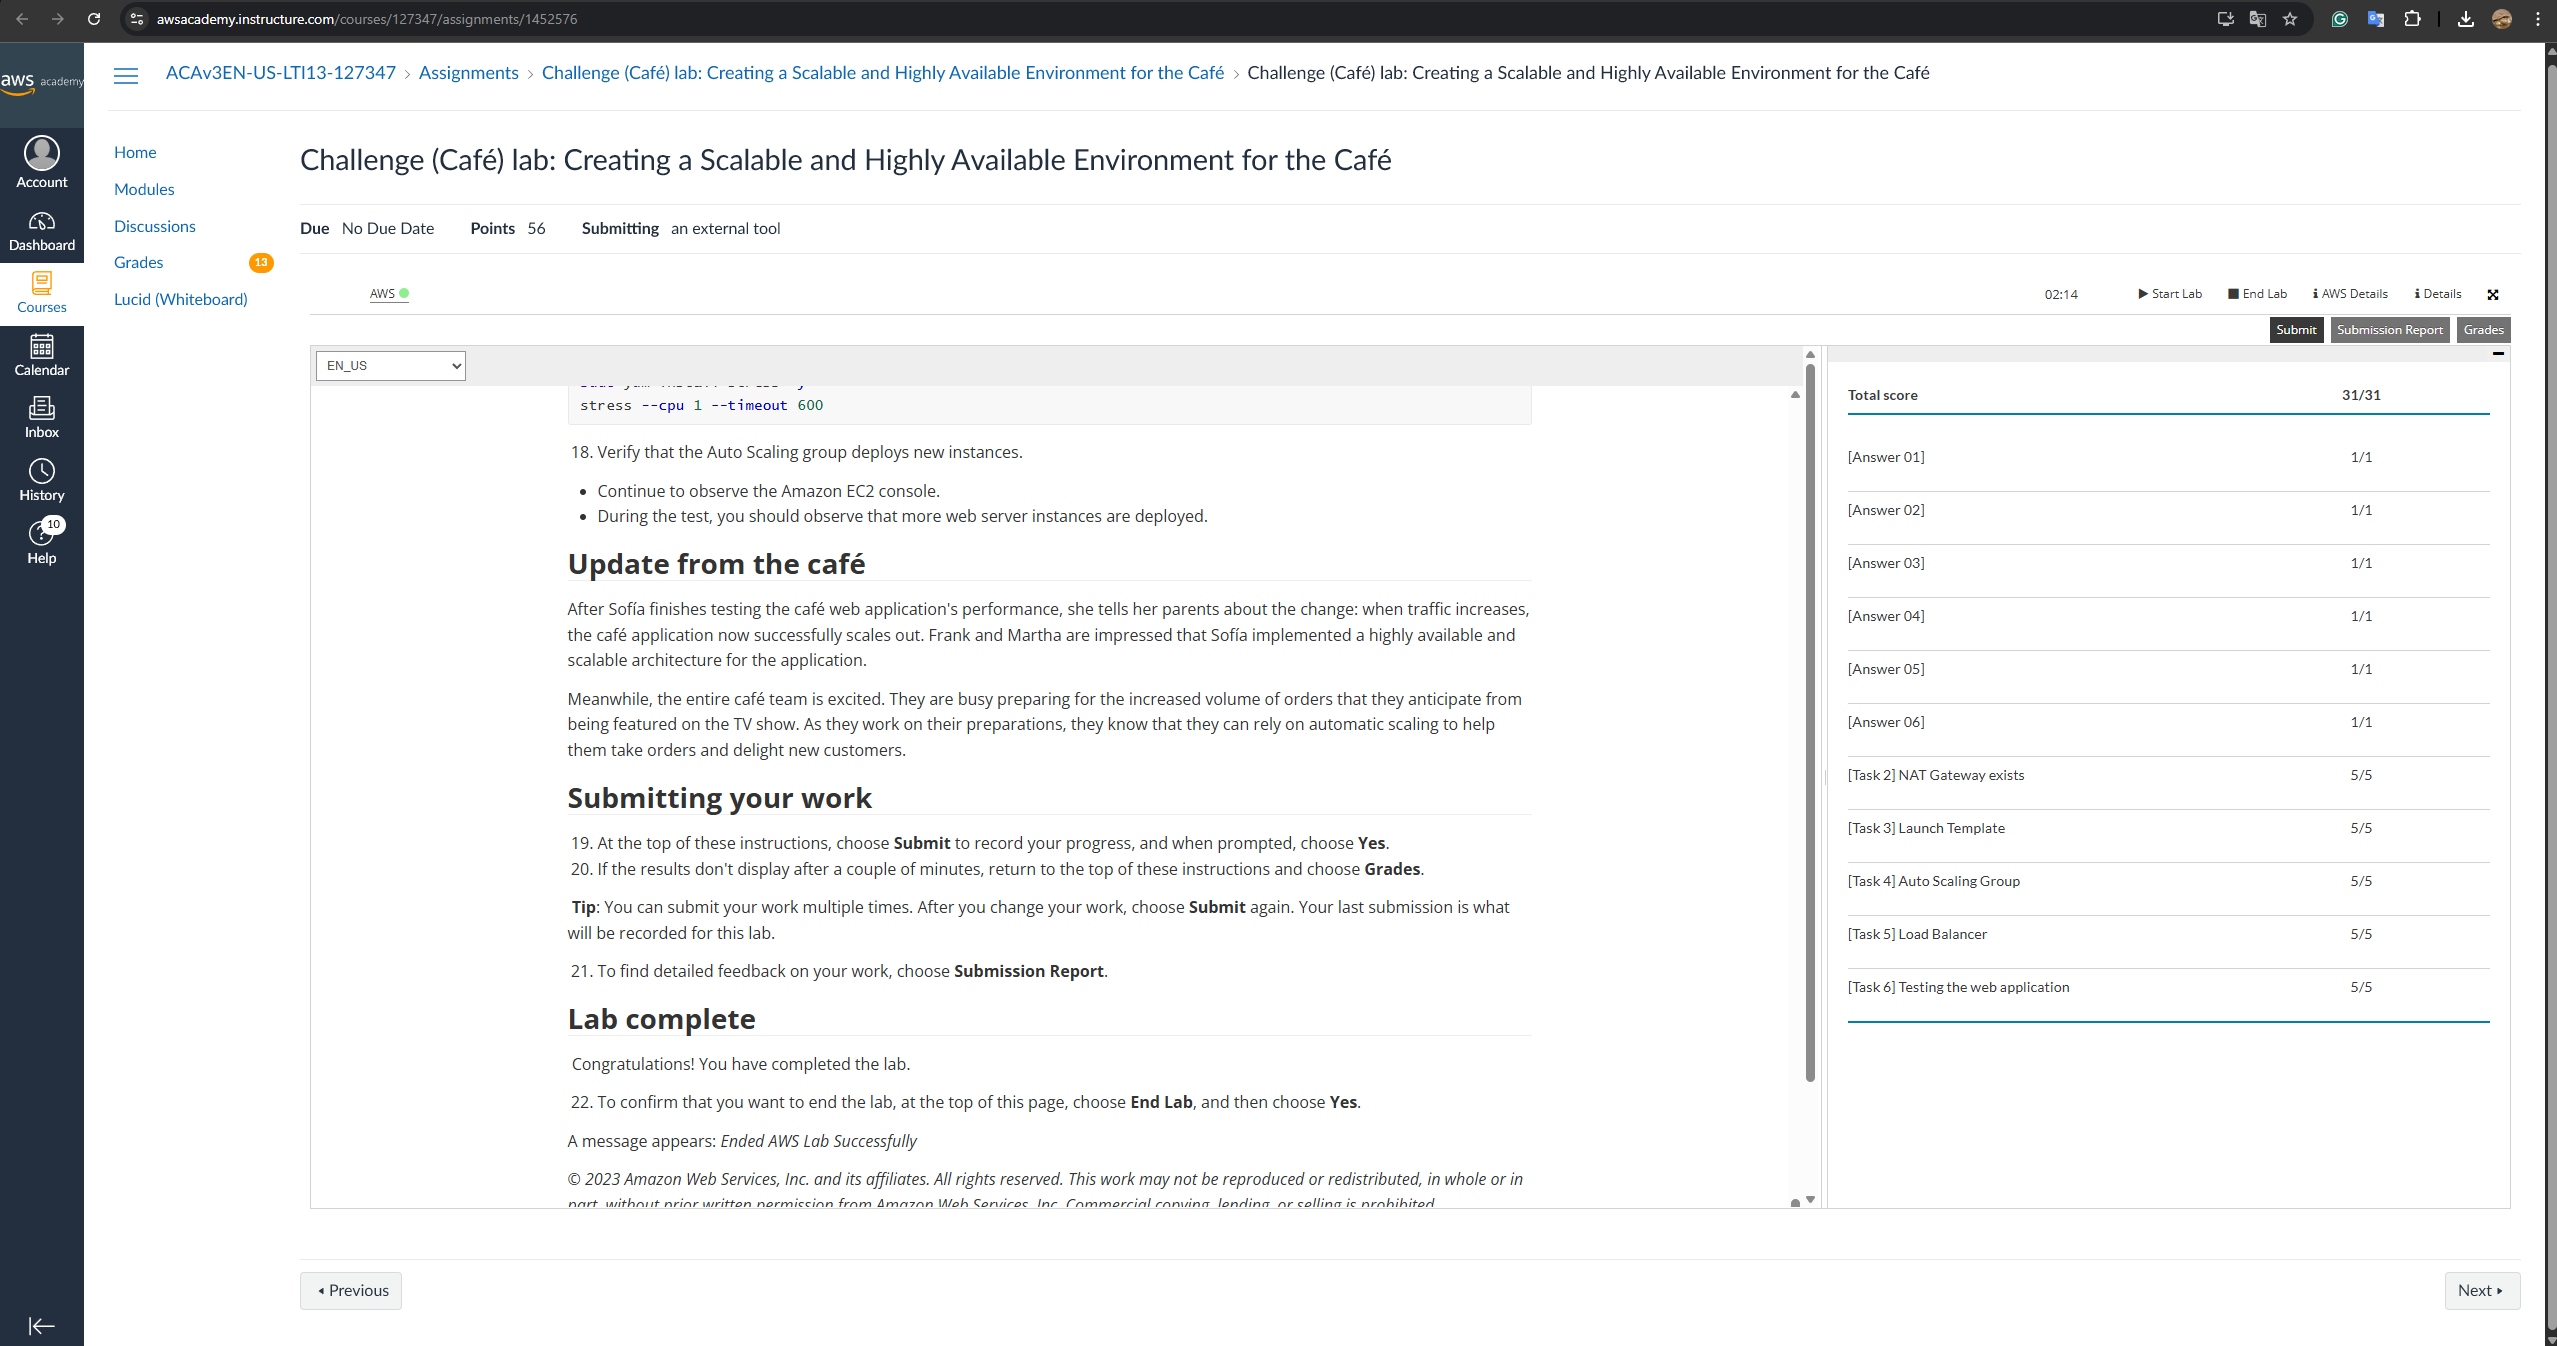 awsacademy.instructure.com/courses/127347/assignments/1452576
aws academy
ACAv3EN-US-LTI13-127347 › Assignments › Challenge (Café) lab: Creating a Scalable and Highly Available Environment for the Café › Challenge (Café) lab: Creating a Scalable and Highly Available Environment for the Café
Account
Dashboard
Courses
Calendar
Inbox
History
10
Help
Home
Modules
Discussions
Grades 13
Lucid (Whiteboard)
Challenge (Café) lab: Creating a Scalable and Highly Available Environment for the Café
Due No Due Date Points 56 Submitting an external tool
AWS 02:14 Start Lab End Lab AWS Details Details
Submit Submission Report Grades
EN_US
stress --cpu 1 --timeout 600
18. Verify that the Auto Scaling group deploys new instances.
• Continue to observe the Amazon EC2 console.
• During the test, you should observe that more web server instances are deployed.
Update from the café
After Sofía finishes testing the café web application's performance, she tells her parents about the change: when traffic increases,
the café application now successfully scales out. Frank and Martha are impressed that Sofía implemented a highly available and
scalable architecture for the application.
Meanwhile, the entire café team is excited. They are busy preparing for the increased volume of orders that they anticipate from
being featured on the TV show. As they work on their preparations, they know that they can rely on automatic scaling to help
them take orders and delight new customers.
Submitting your work
19. At the top of these instructions, choose Submit to record your progress, and when prompted, choose Yes.
20. If the results don't display after a couple of minutes, return to the top of these instructions and choose Grades.
Tip: You can submit your work multiple times. After you change your work, choose Submit again. Your last submission is what
will be recorded for this lab.
21. To find detailed feedback on your work, choose Submission Report.
Lab complete
Congratulations! You have completed the lab.
22. To confirm that you want to end the lab, at the top of this page, choose End Lab, and then choose Yes.
A message appears: Ended AWS Lab Successfully
© 2023 Amazon Web Services, Inc. and its affiliates. All rights reserved. This work may not be reproduced or redistributed, in whole or in
part, without prior written permission from Amazon Web Services, Inc. Commercial copying, lending, or selling is prohibited.
Total score 31/31
[Answer 01] 1/1
[Answer 02] 1/1
[Answer 03] 1/1
[Answer 04] 1/1
[Answer 05] 1/1
[Answer 06] 1/1
[Task 2] NAT Gateway exists 5/5
[Task 3] Launch Template 5/5
[Task 4] Auto Scaling Group 5/5
[Task 5] Load Balancer 5/5
[Task 6] Testing the web application 5/5
Previous
Next